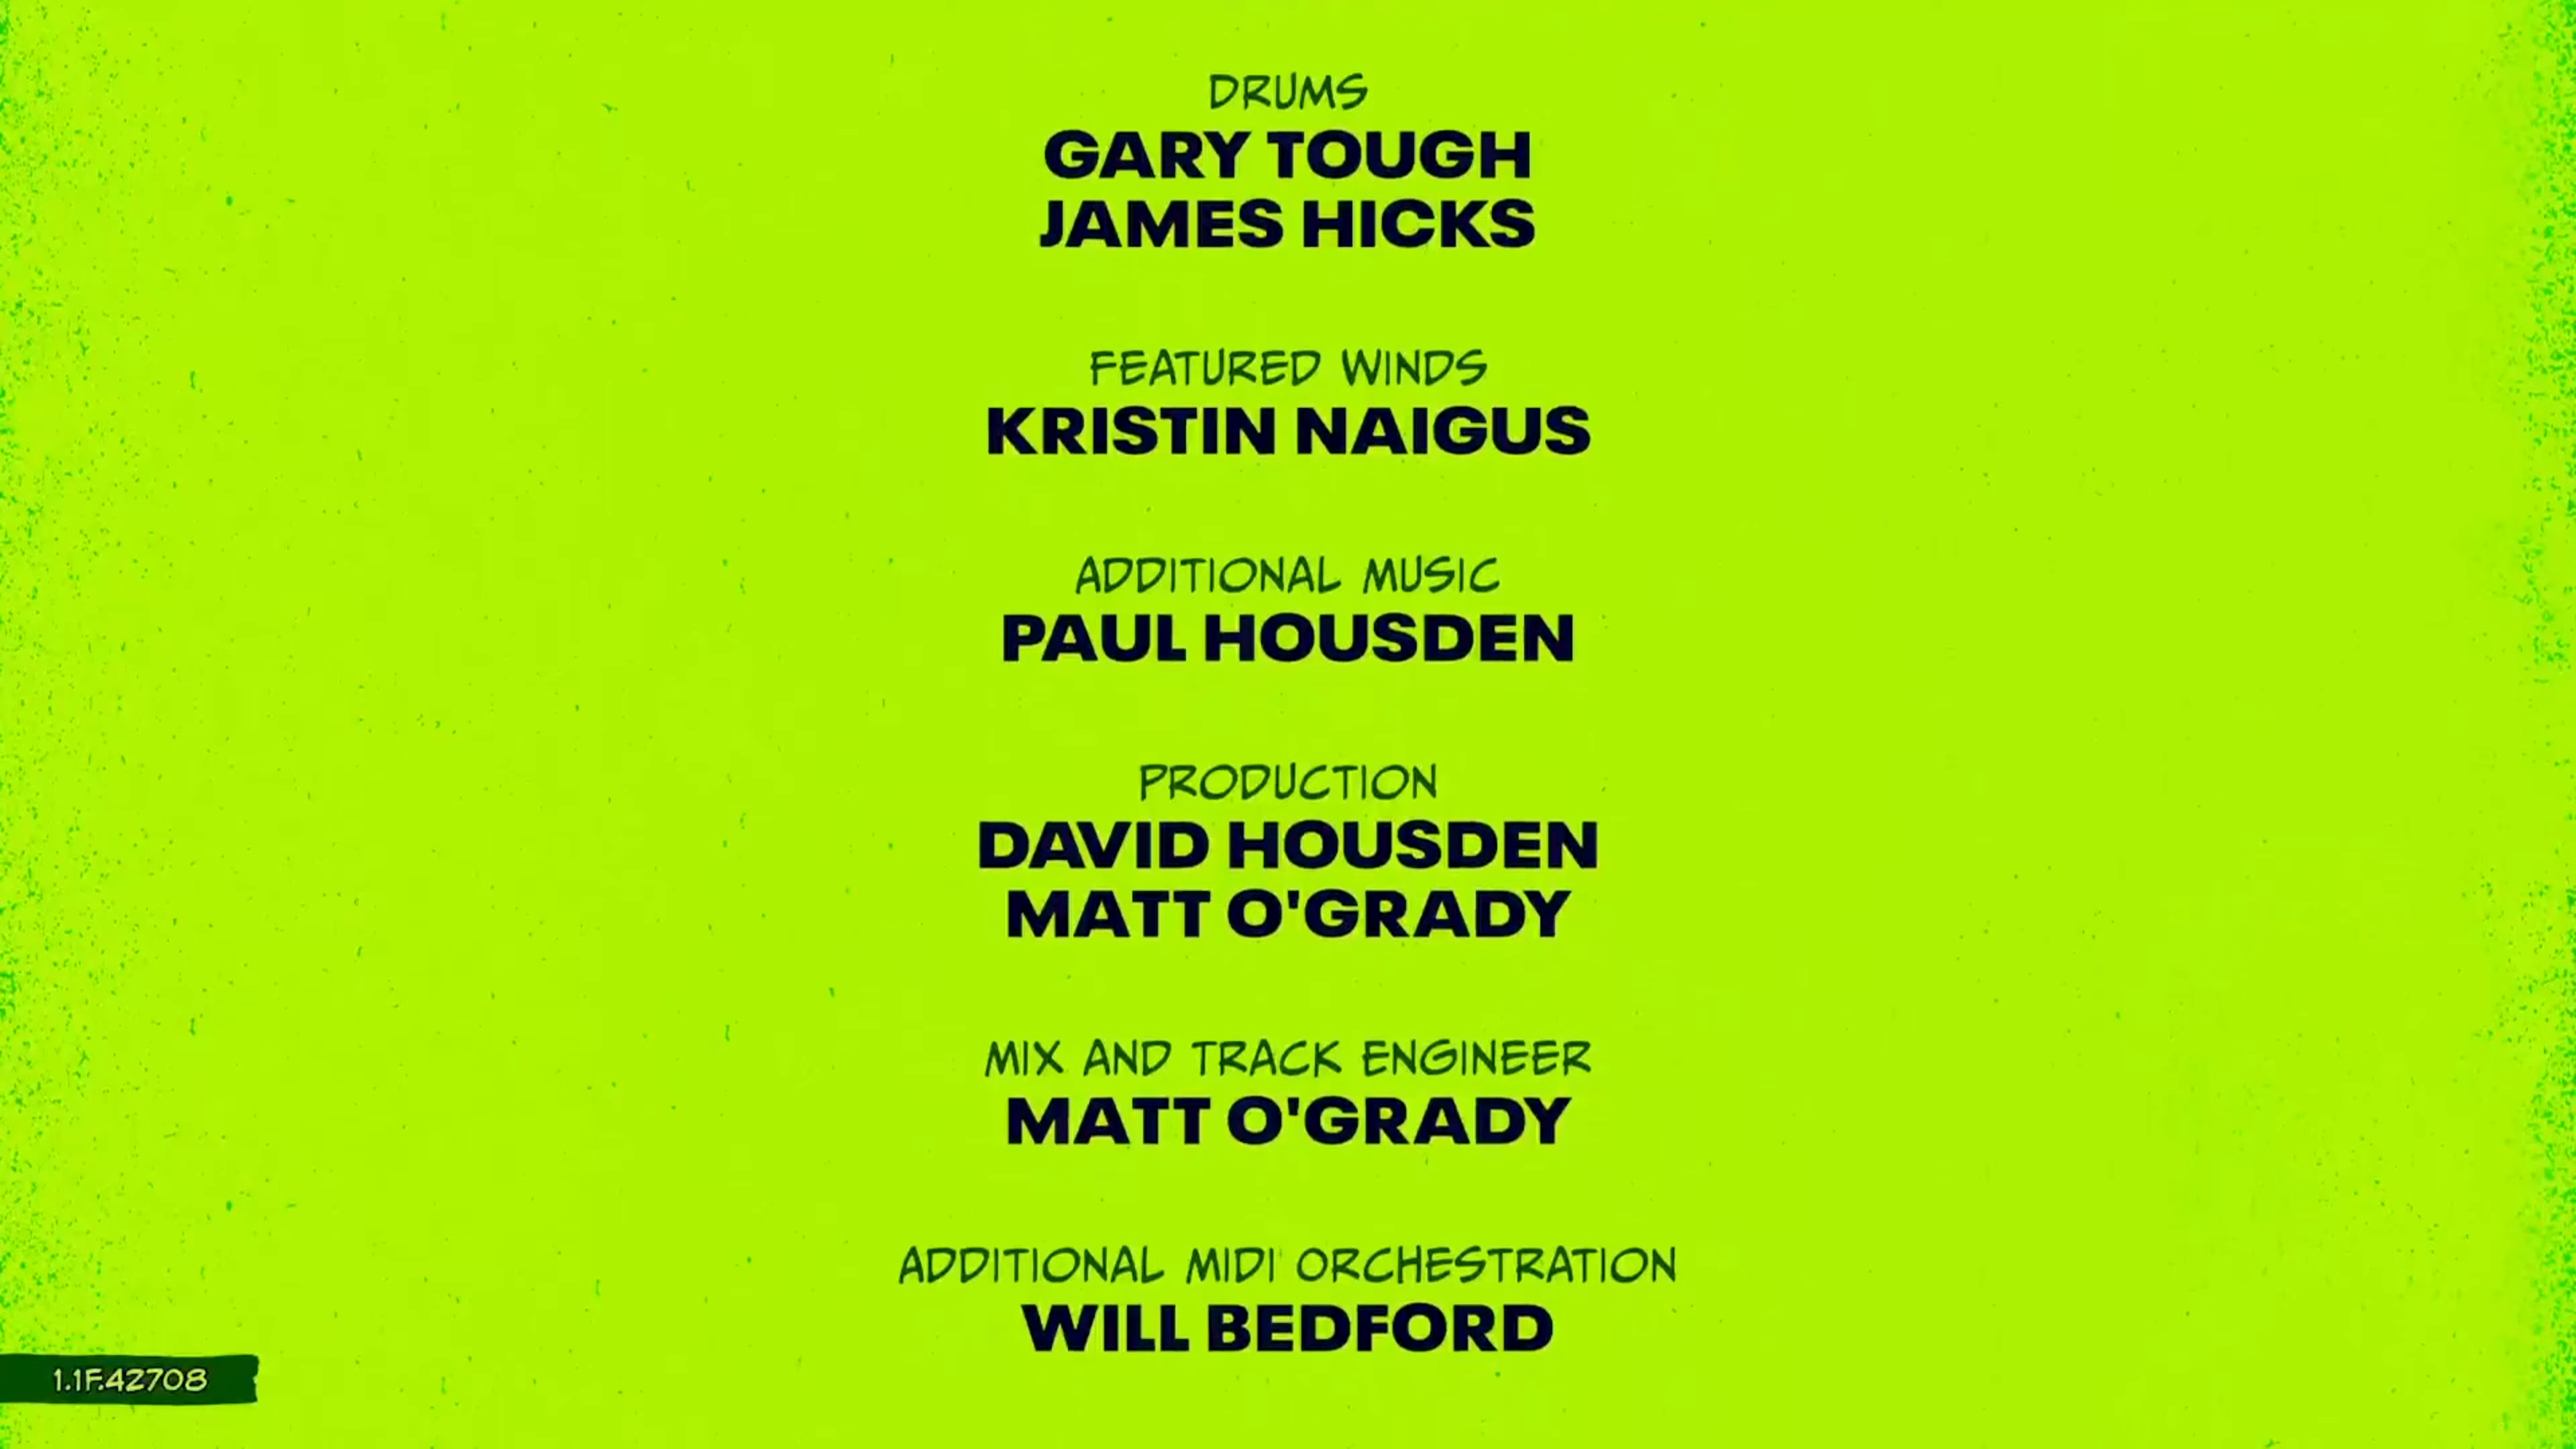 DRUMS
GARY TOUGH
JAMES HICKS
FEATURED WINDS
KRISTIN NAIGUS
ADDITIONAL MUSIC
PAUL HOUSDEN
PRODUCTION
DAVID HOUSDEN
MATT O'GRADY
MIX AND TRACK ENGINEER
MATT O'GRADY
ADDITIONAL MIDI ORCHESTRATION
WILL BEDFORD
1.1F.42708